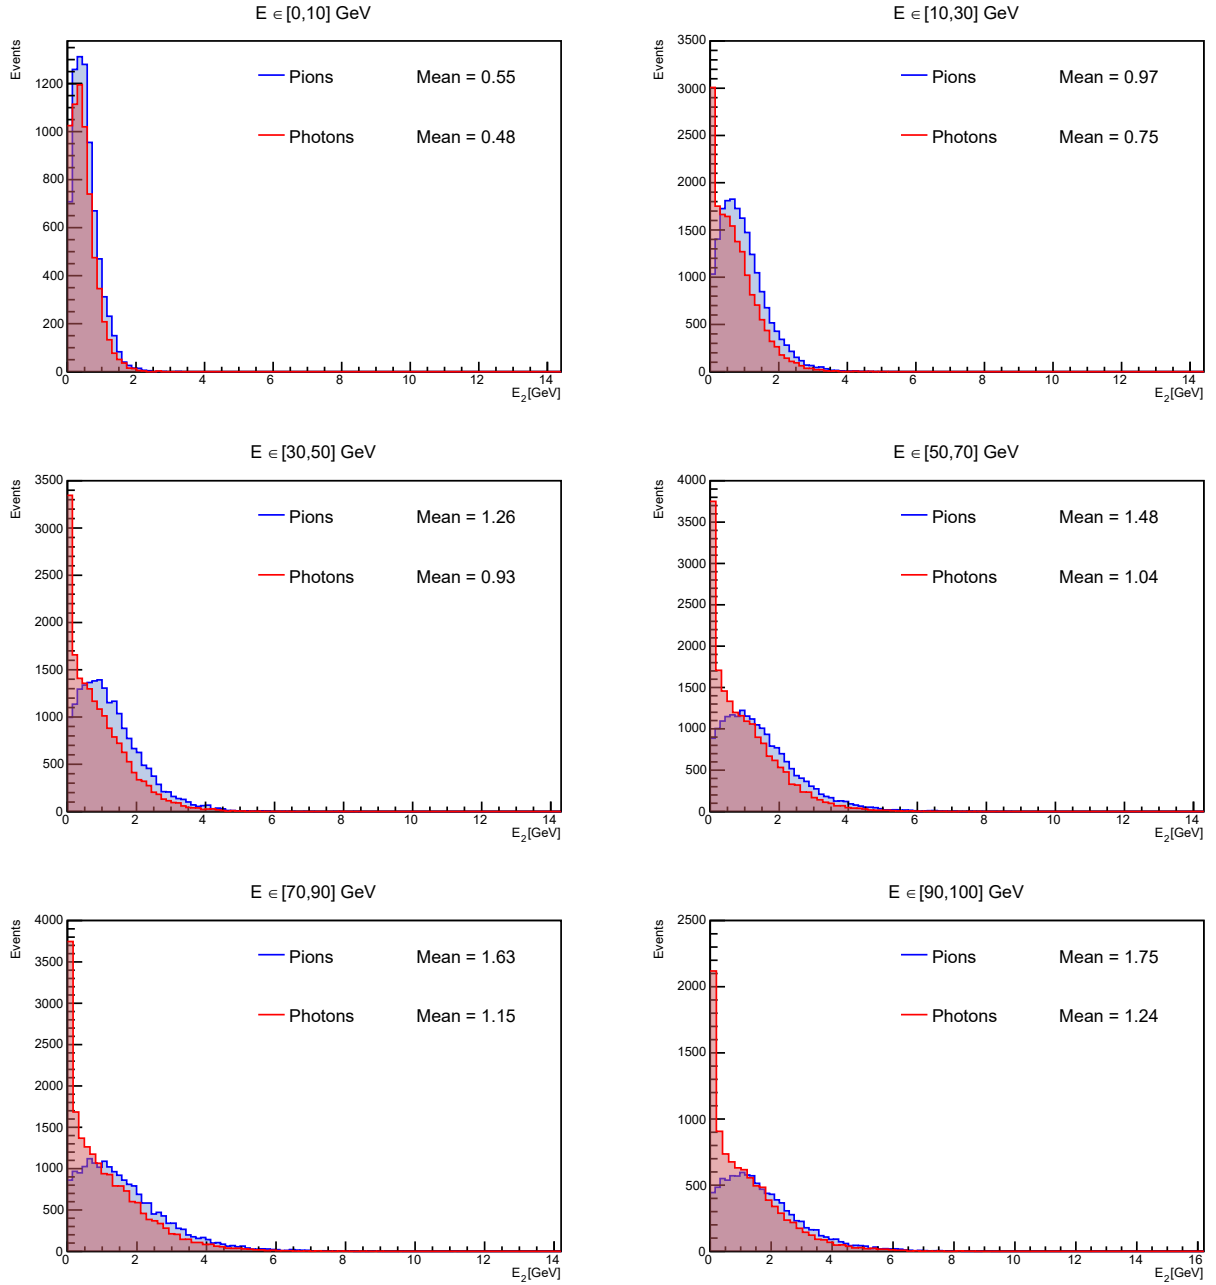 E ∈ [0,10] GeV
Events
Pions Mean = 0.55
Photons Mean = 0.48
1200
1000
800
600
400
200
0
0 2 4 6 8 10 12 14
E2[GeV]
E ∈ [10,30] GeV
Events
Pions Mean = 0.97
Photons Mean = 0.75
3500
3000
2500
2000
1500
1000
500
0
0 2 4 6 8 10 12 14
E2[GeV]
E ∈ [30,50] GeV
Events
Pions Mean = 1.26
Photons Mean = 0.93
3500
3000
2500
2000
1500
1000
500
0
0 2 4 6 8 10 12 14
E2[GeV]
E ∈ [50,70] GeV
Events
Pions Mean = 1.48
Photons Mean = 1.04
4000
3500
3000
2500
2000
1500
1000
500
0
0 2 4 6 8 10 12 14
E2[GeV]
E ∈ [70,90] GeV
Events
Pions Mean = 1.63
Photons Mean = 1.15
4000
3500
3000
2500
2000
1500
1000
500
0
0 2 4 6 8 10 12 14
E2[GeV]
E ∈ [90,100] GeV
Events
Pions Mean = 1.75
Photons Mean = 1.24
2500
2000
1500
1000
500
0
0 2 4 6 8 10 12 14 16
E2[GeV]